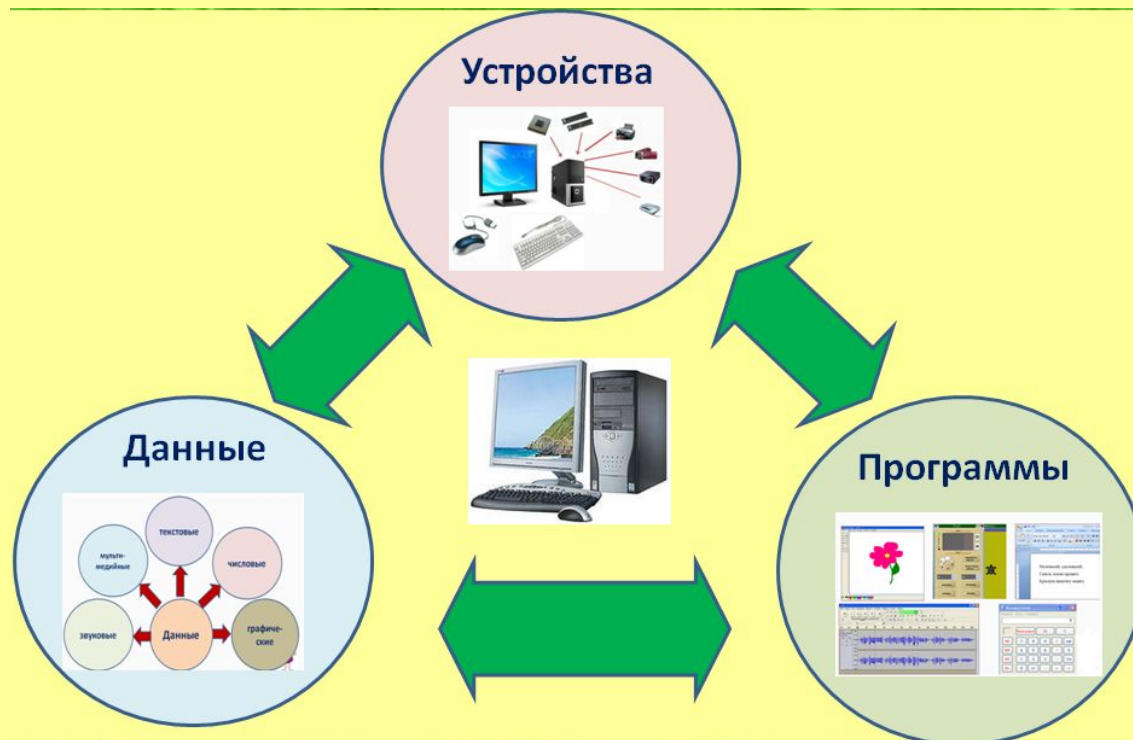 Устройства
Данные
текстовые
мульти-
медийные
числовые
звуковые
Данные
графиче-
ские
Программы